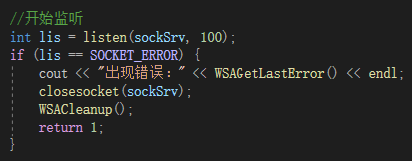 //开始监听
int lis = listen(sockSrv, 100);
if (lis == SOCKET_ERROR) {
cout << "出现错误：" << WSAGetLastError() << endl;
closesocket(sockSrv);
WSACleanup();
return 1;
}